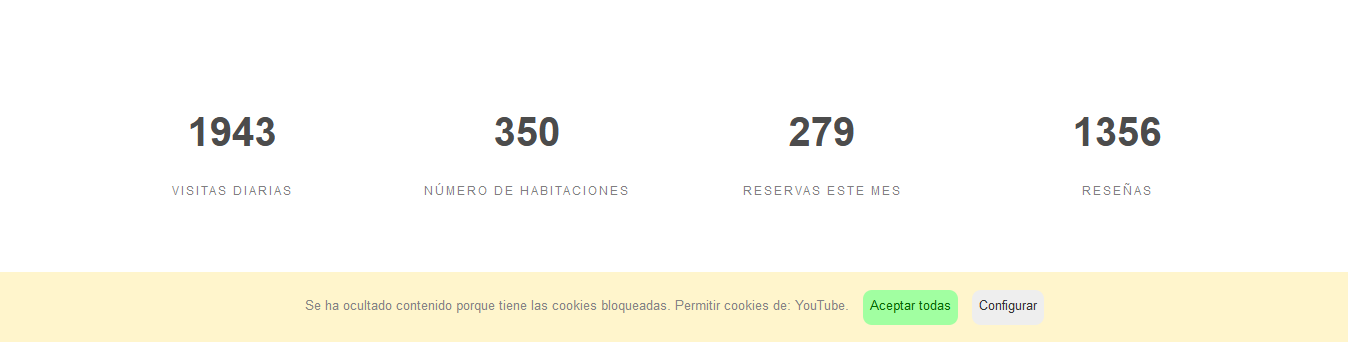 1943 350 279 1356
VISITAS DIARIAS NÚMERO DE HABITACIONES RESERVAS ESTE MES RESEÑAS
Se ha ocultado contenido porque tiene las cookies bloqueadas. Permitir cookies de: YouTube. Aceptar todas Configurar